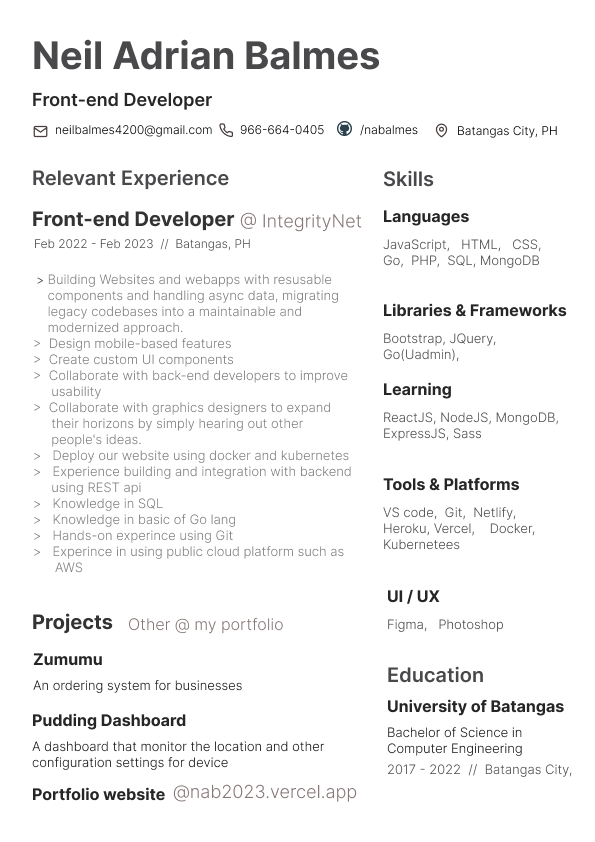 Neil Adrian Balmes
Front-end Developer
neilbalmes4200@gmail.com 966-664-0405 /nabalmes Batangas City, PH
Relevant Experience
Front-end Developer @ IntegrityNet
Feb 2022 - Feb 2023 // Batangas, PH
> Building Websites and webapps with resusable
components and handling async data, migrating
legacy codebases into a maintainable and
modernized approach.
> Design mobile-based features
> Create custom UI components
> Collaborate with back-end developers to improve
usability
> Collaborate with graphics designers to expand
their horizons by simply hearing out other
people's ideas.
> Deploy our website using docker and kubernetes
> Experience building and integration with backend
using REST api
> Knowledge in SQL
> Knowledge in basic of Go lang
> Hands-on experince using Git
> Experince in using public cloud platform such as
AWS
Projects Other @ my portfolio
Zumumu
An ordering system for businesses
Pudding Dashboard
A dashboard that monitor the location and other
configuration settings for device
Portfolio website @nab2023.vercel.app
Skills
Languages
JavaScript, HTML, CSS,
Go, PHP, SQL, MongoDB
Libraries & Frameworks
Bootstrap, JQuery,
Go(Uadmin),
Learning
ReactJS, NodeJS, MongoDB,
ExpressJS, Sass
Tools & Platforms
VS code, Git, Netlify,
Heroku, Vercel, Docker,
Kubernetees
UI / UX
Figma, Photoshop
Education
University of Batangas
Bachelor of Science in
Computer Engineering
2017 - 2022 // Batangas City,